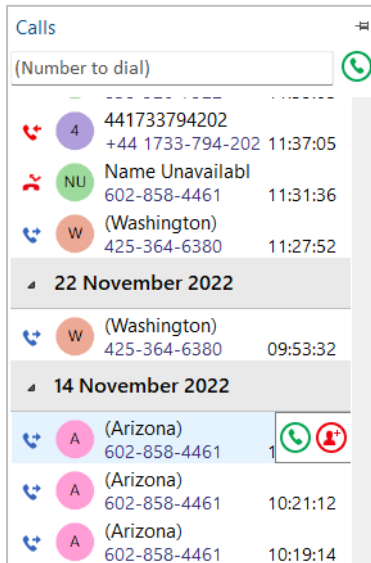 Calls
(Number to dial)
4
441733794202
+44 1733-794-202 11:37:05
NU
Name Unavailabl
602-858-4461 11:31:36
W
(Washington)
425-364-6380 11:27:52
22 November 2022
W
(Washington)
425-364-6380 09:53:32
14 November 2022
A
(Arizona)
602-858-4461 1
A
(Arizona)
602-858-4461 10:21:12
A
(Arizona)
602-858-4461 10:19:14